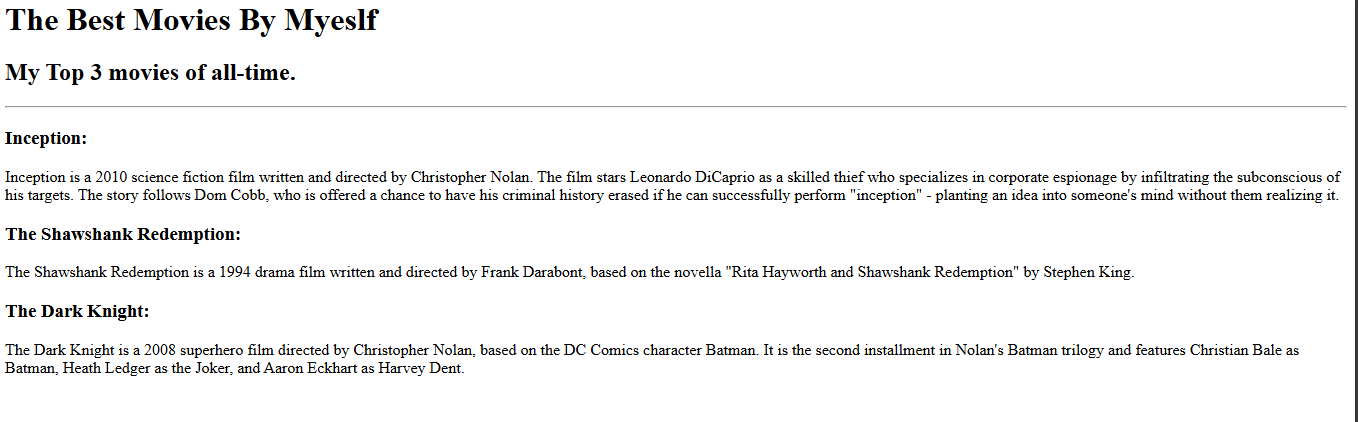 The Best Movies By Myeslf
My Top 3 movies of all-time.
Inception:
Inception is a 2010 science fiction film written and directed by Christopher Nolan. The film stars Leonardo DiCaprio as a skilled thief who specializes in corporate espionage by infiltrating the subconscious of
his targets. The story follows Dom Cobb, who is offered a chance to have his criminal history erased if he can successfully perform "inception" - planting an idea into someone's mind without them realizing it.
The Shawshank Redemption:
The Shawshank Redemption is a 1994 drama film written and directed by Frank Darabont, based on the novella "Rita Hayworth and Shawshank Redemption" by Stephen King.
The Dark Knight:
The Dark Knight is a 2008 superhero film directed by Christopher Nolan, based on the DC Comics character Batman. It is the second installment in Nolan's Batman trilogy and features Christian Bale as
Batman, Heath Ledger as the Joker, and Aaron Eckhart as Harvey Dent.